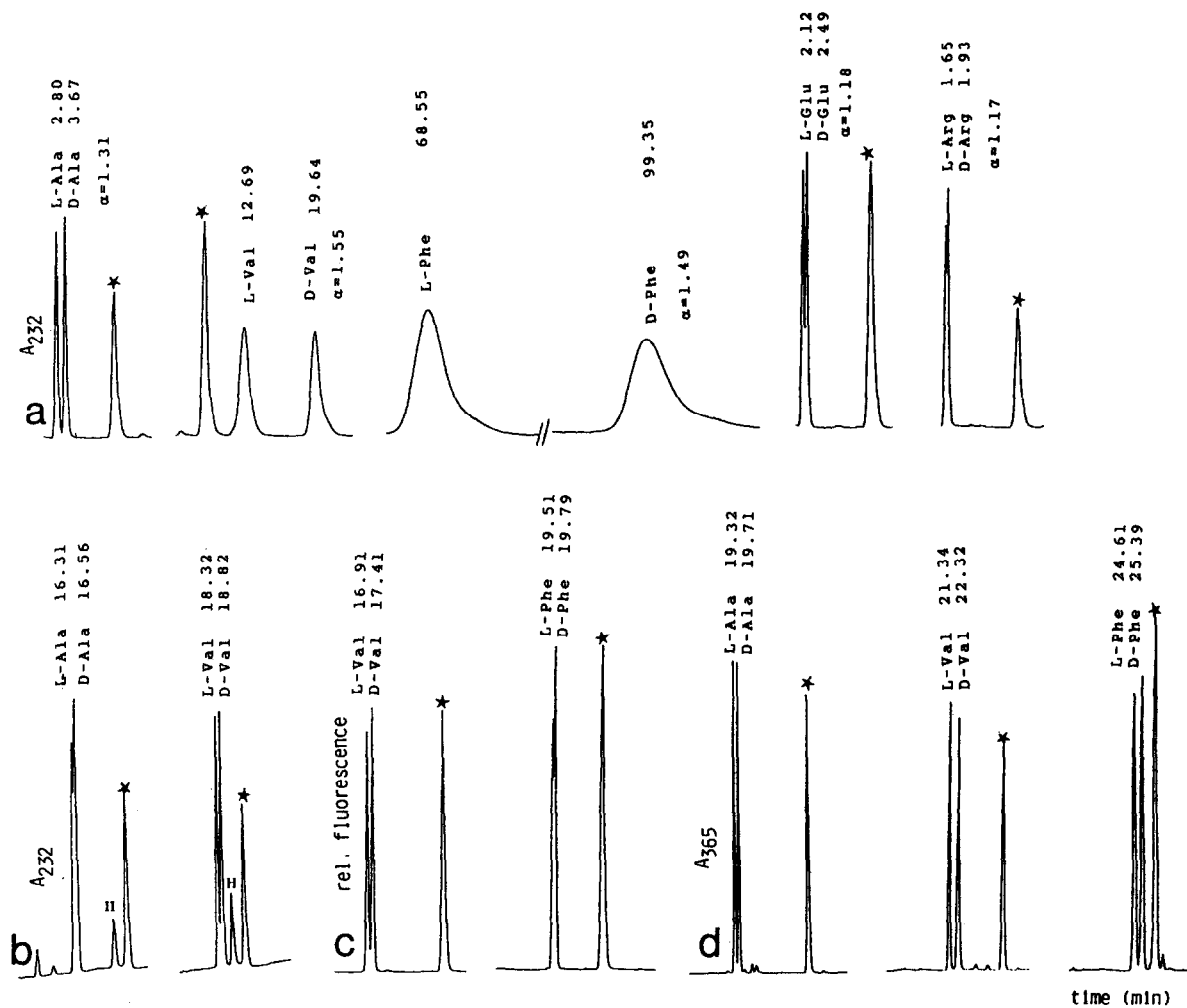 L-Ala 2.80
D-Ala 3.67
α=1.31
★
A232
a
★
L-Val 12.69
D-Val 19.64
α=1.55
L-Phe 68.55
D-Phe 99.35
α=1.49
L-Glu 2.12
D-Glu 2.49
α=1.18
★
L-Arg 1.65
D-Arg 1.93
α=1.17
★
L-Ala 16.31
D-Ala 16.56
A232
b
H
★
L-Val 18.32
D-Val 18.82
H
★
L-Val 16.91
D-Val 17.41
rel. fluorescence
c
★
L-Phe 19.51
D-Phe 19.79
★
L-Ala 19.32
D-Ala 19.71
A365
d
★
L-Val 21.34
D-Val 22.32
★
L-Phe 24.61
D-Phe 25.39
★
time (min)